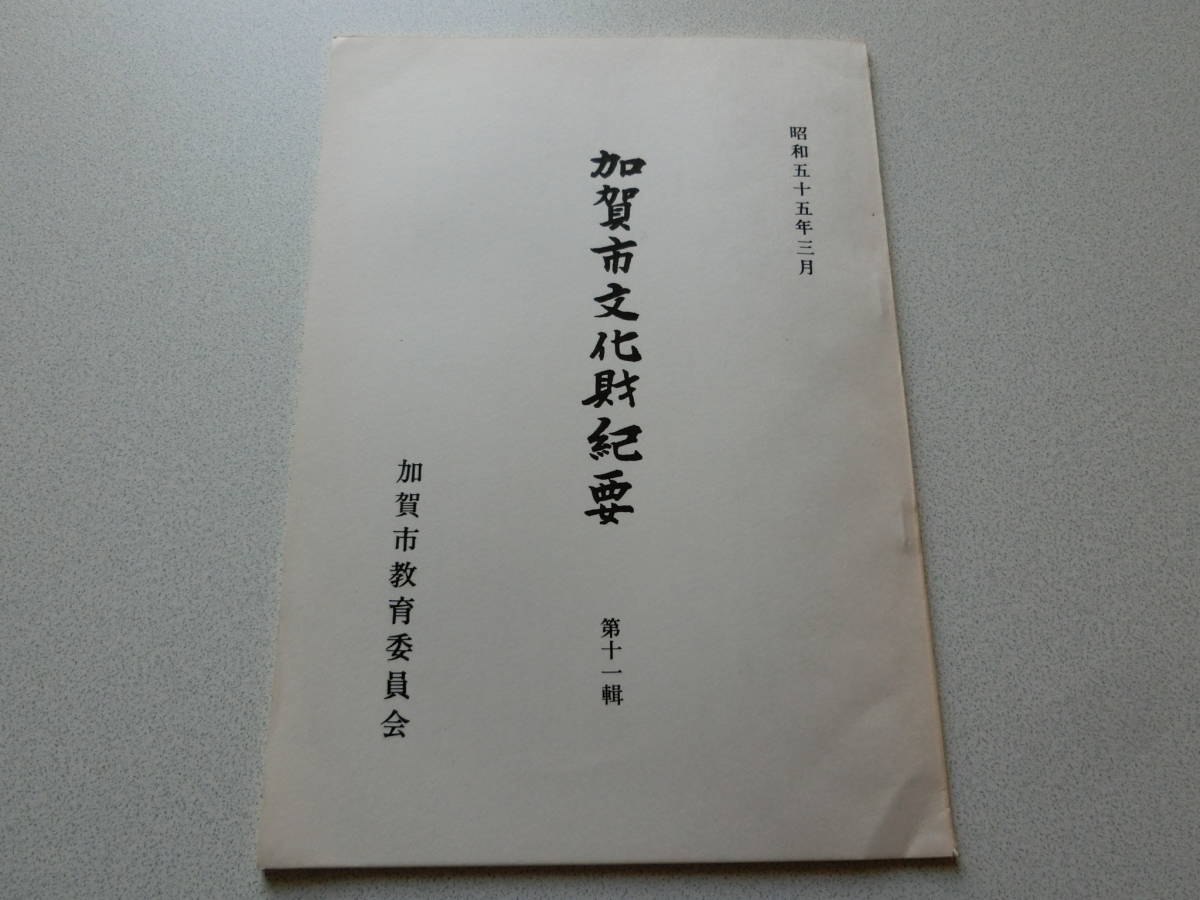 昭和五十五年三月
加賀市文化財紀要
第十一輯
加賀市教育委員会